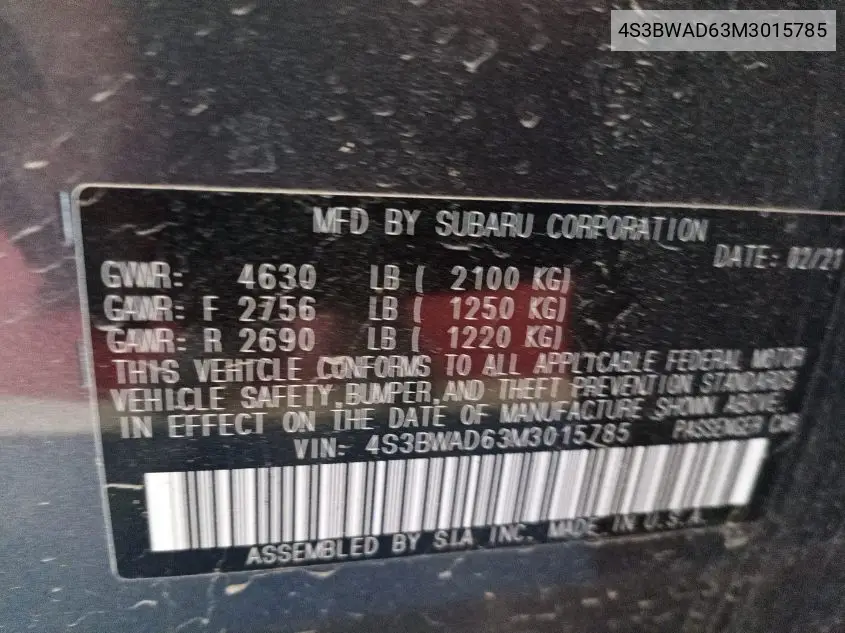 4S3BWAD63M3015785
MFD BY SUBARU CORPORATION
DATE: 02/21
GVWR: 4630 LB ( 2100 KG)
GAWR: F 2756 LB ( 1250 KG)
GAWR: R 2690 LB ( 1220 KG)
THIS VEHICLE CONFORMS TO ALL APPLICABLE FEDERAL MOTOR
VEHICLE SAFETY, BUMPER, AND THEFT PREVENTION STANDARDS
IN EFFECT ON THE DATE OF MANUFACTURE SHOWN ABOVE.
VIN: 4S3BWAD63M3015785 PASSENGER CAR
ASSEMBLED BY SIA INC. MADE IN U.S.A.